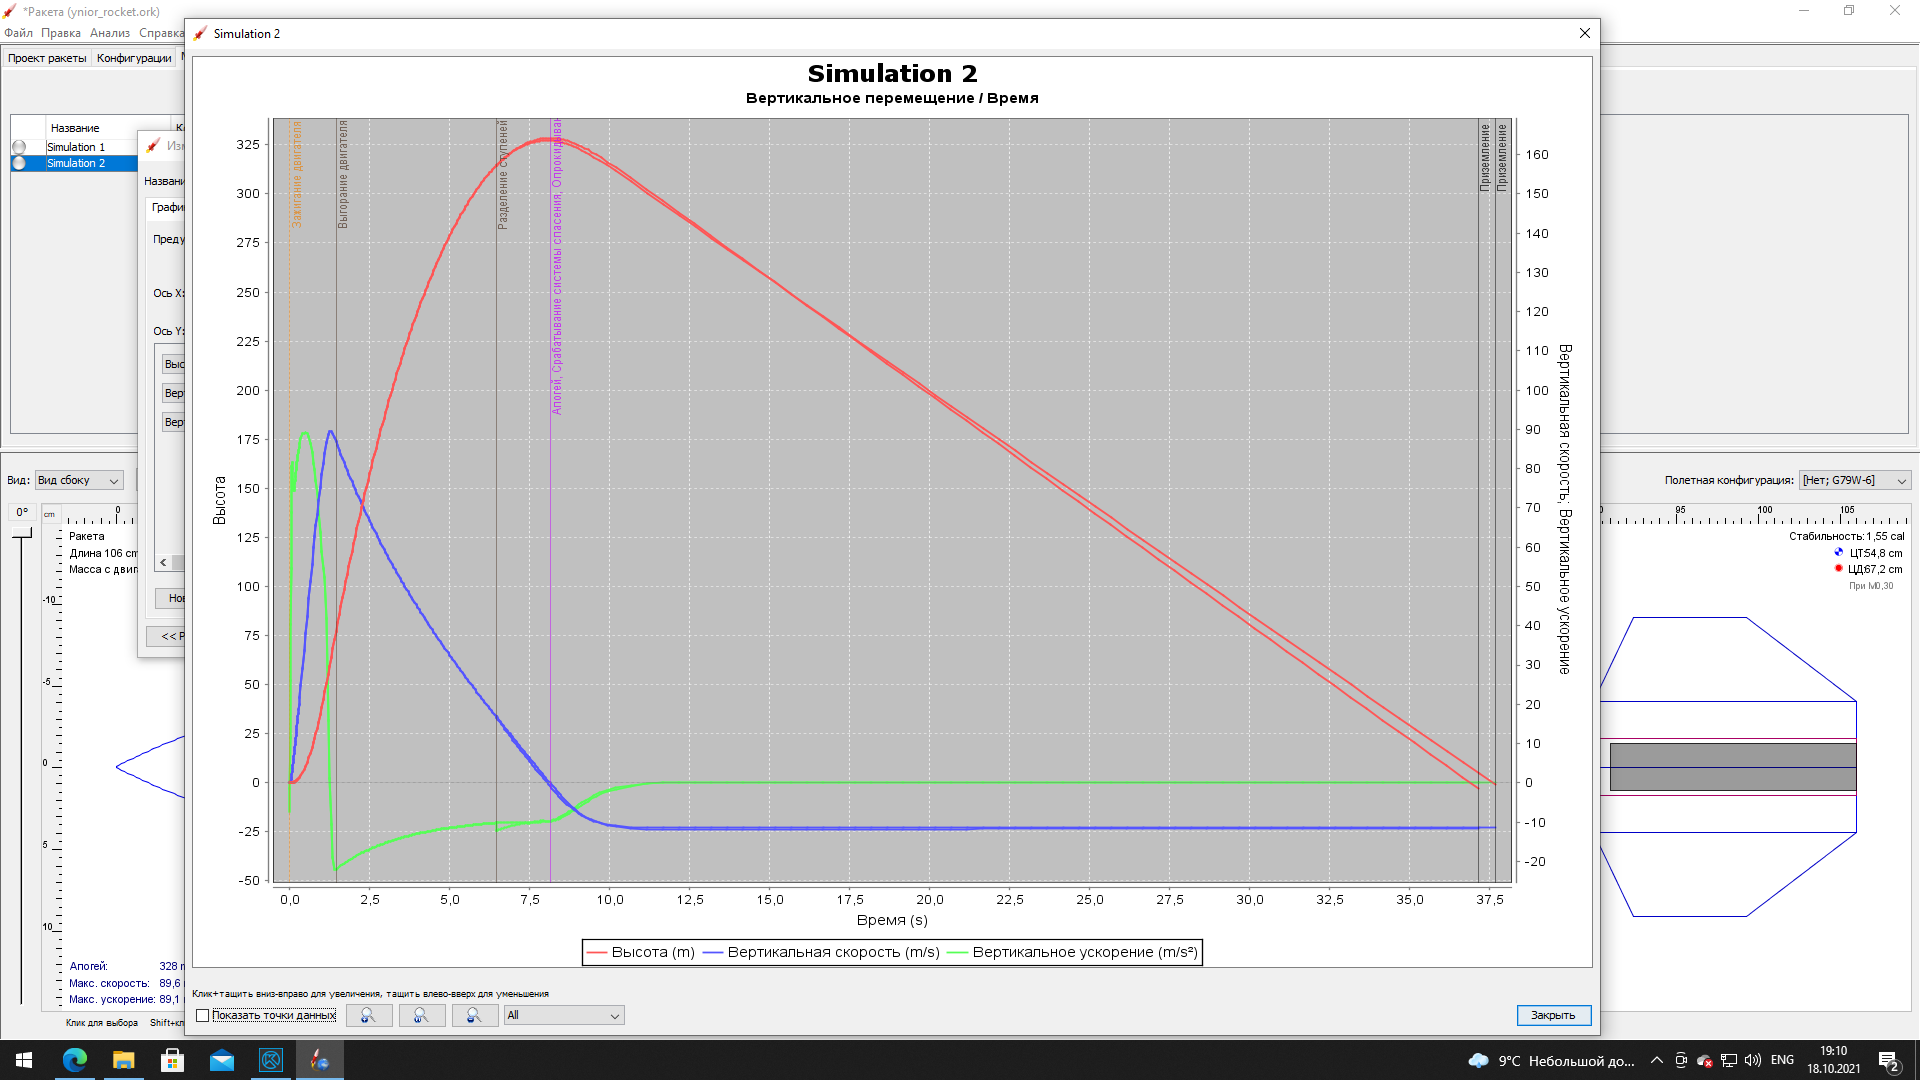 *Ракета (ynior_rocket.ork)
Файл Правка Анализ Справка
Проект ракеты Конфигурации
Название
Simulation 1
Simulation 2
Simulation 2
Simulation 2
Вертикальное перемещение / Время
Зажигание двигателя
Выгорание двигателя
Разделение ступеней
Апогей, Срабатывание системы спасения, Опрокидыван
Приземление
Приземление
Высота
325
300
275
250
225
200
175
150
125
100
75
50
25
0
-25
-50
160
150
140
130
120
110
100
90
80
70
60
50
40
30
20
10
0
-10
-20
Вертикальная скорость; Вертикальное ускорение
0,0 2,5 5,0 7,5 10,0 12,5 15,0 17,5 20,0 22,5 25,0 27,5 30,0 32,5 35,0 37,5
Время (s)
Высота (m) Вертикальная скорость (m/s) Вертикальное ускорение (m/s²)
Клик+тащить вниз-вправо для увеличения, тащить влево-вверх для уменьшения
Показать точки данных
All
Закрыть
Ось X:
Ось Y:
<< P
Вид: Вид сбоку
0°
cm
0
Ракета
Длина 106 cm
Масса с двиг
-10
-5
0
5
10
Апогей: 328 m
Макс. скорость: 89,6
Макс. ускорение: 89,1
Клик для выбора Shift+кл
Полетная конфигурация: [Нет; G79W-6]
95 100 105
Стабильность:1,55 cal
ЦТ:54,8 cm
ЦД:67,2 cm
При M0,30
9°C Небольшой до...
ENG
19:10
18.10.2021
2